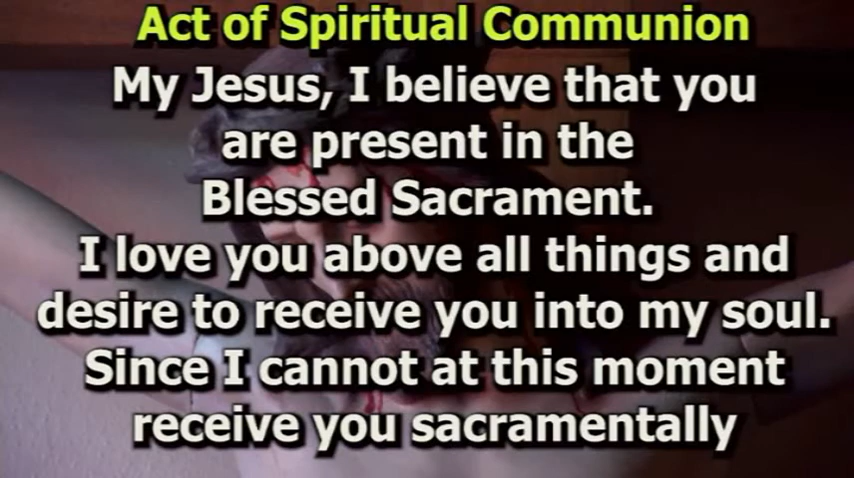 Act of Spiritual Communion
My Jesus, I believe that you
are present in the
Blessed Sacrament.
I love you above all things and
desire to receive you into my soul.
Since I cannot at this moment
receive you sacramentally